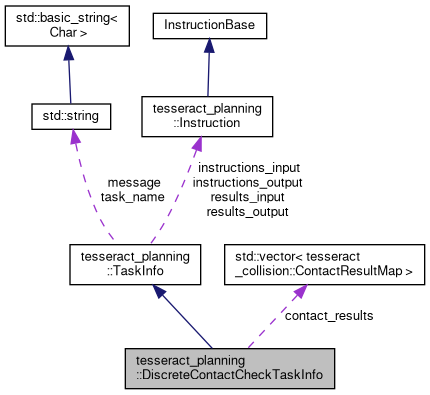 std::basic_string<
Char >
InstructionBase
std::string
tesseract_planning
::Instruction
message
task_name
instructions_input
instructions_output
results_input
results_output
tesseract_planning
::TaskInfo
std::vector< tesseract
_collision::ContactResultMap >
contact_results
tesseract_planning
::DiscreteContactCheckTaskInfo